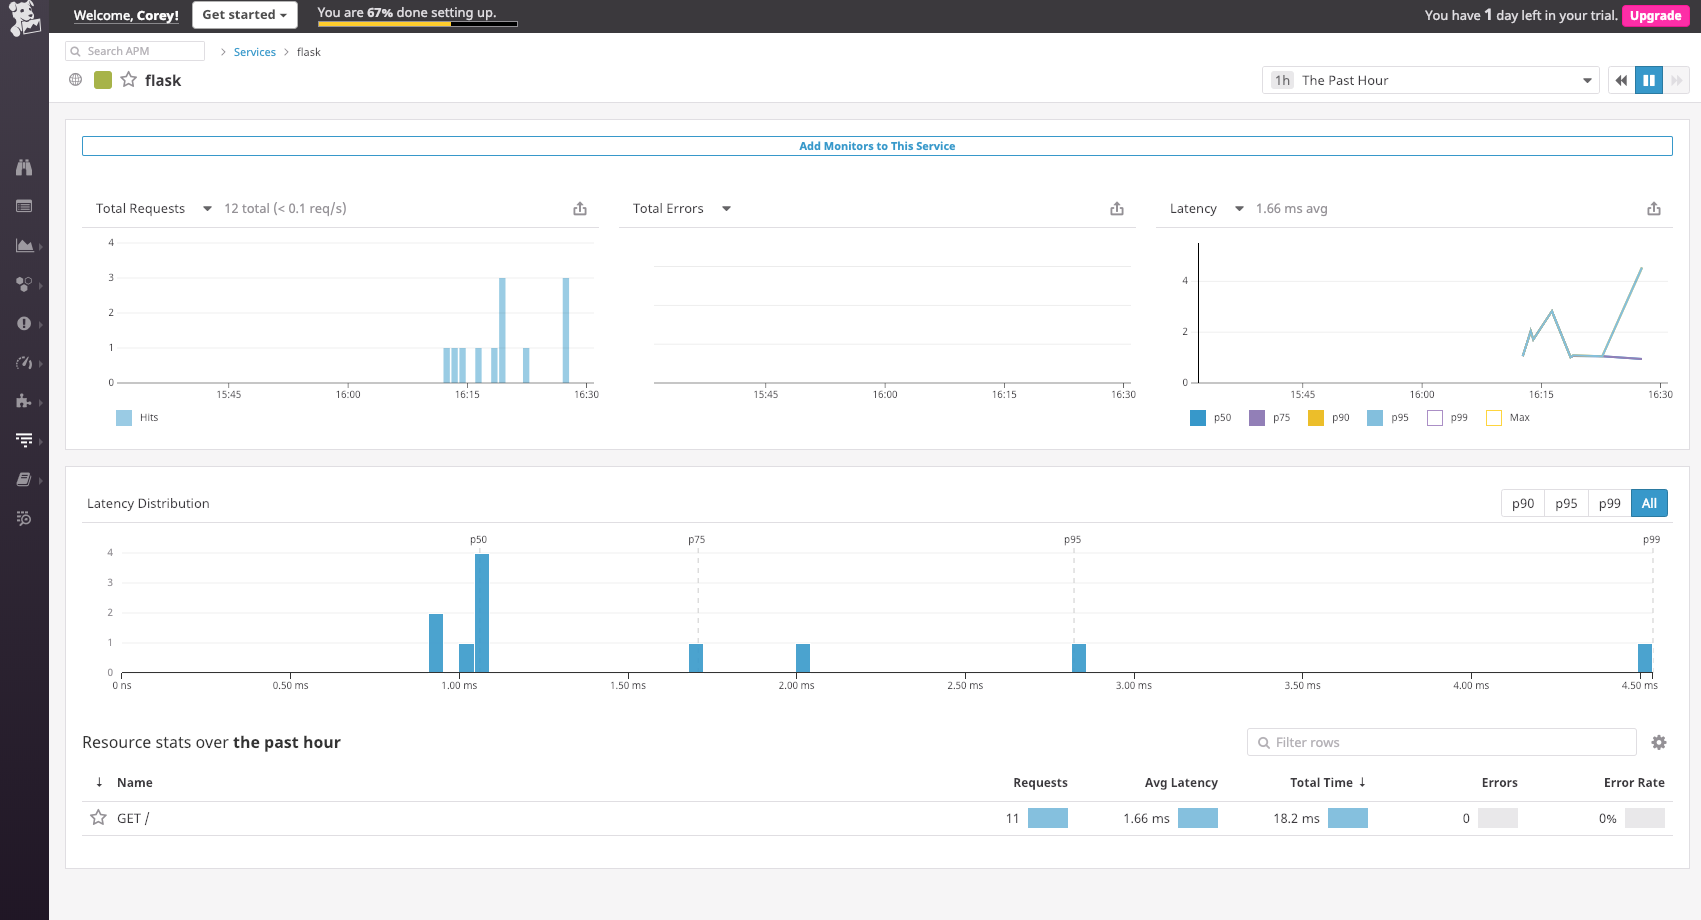 Welcome, Corey!
Get started
You are 67% done setting up.
You have 1 day left in your trial.
Upgrade
Search APM
Services
flask
flask
1h The Past Hour
Add Monitors to This Service
Total Requests
12 total (< 0.1 req/s)
4
3
2
1
0
15:45 16:00 16:15 16:30
Hits
Total Errors
15:45 16:00 16:15 16:30
Latency
1.66 ms avg
4
2
0
15:45 16:00 16:15 16:30
p50 p75 p90 p95 p99 Max
Latency Distribution
p90 p95 p99 All
p50 p75 p95 p99
4
3
2
1
0
0 ns 0.50 ms 1.00 ms 1.50 ms 2.00 ms 2.50 ms 3.00 ms 3.50 ms 4.00 ms 4.50 ms
Resource stats over the past hour
Filter rows
↓ Name Requests Avg Latency Total Time ↓ Errors Error Rate
GET / 11 1.66 ms 18.2 ms 0 0%